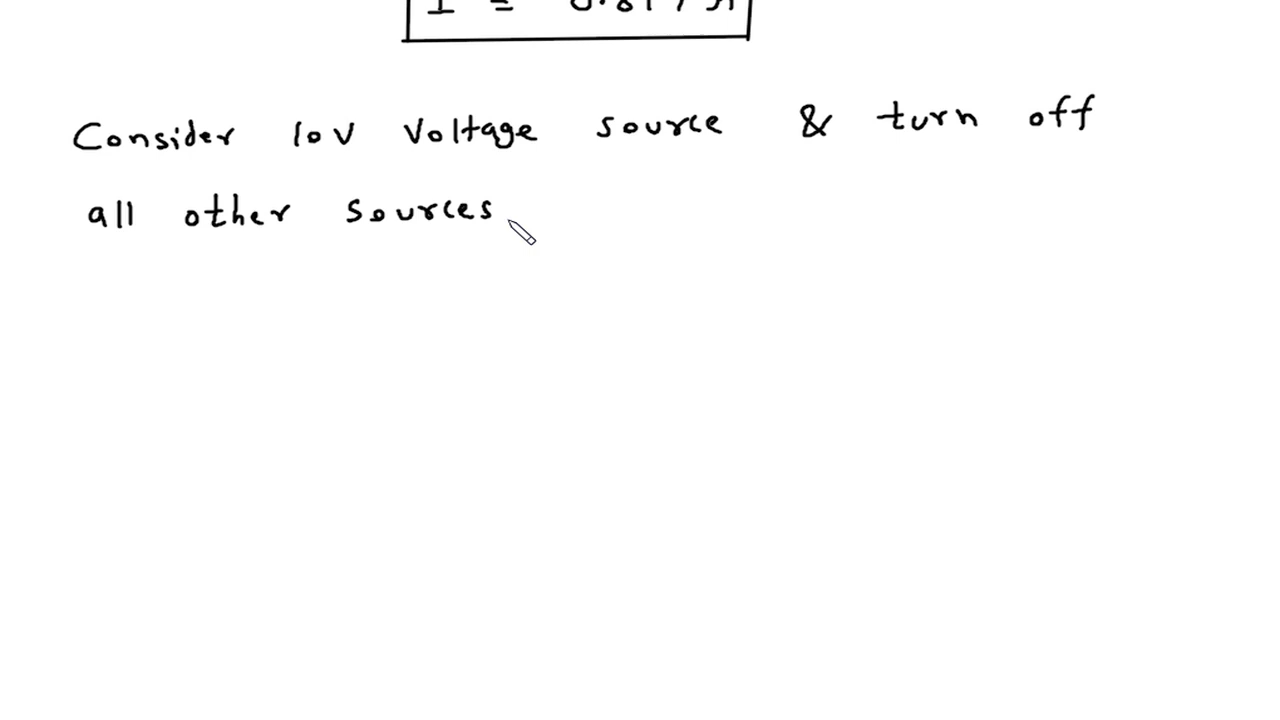 I =
Consider 10V Voltage source & turn off
all other sources